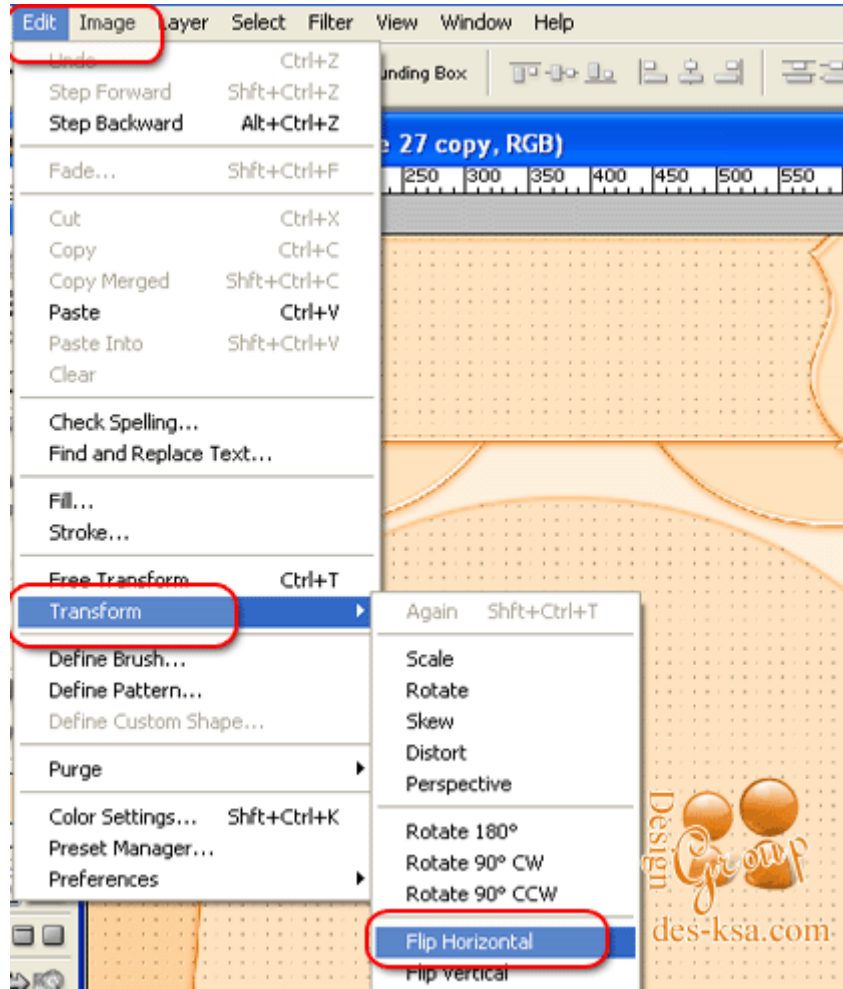 Edit Image Layer Select Filter View Window Help
Undo Ctrl+Z
Step Forward Shft+Ctrl+Z
unding Box
Step Backward Alt+Ctrl+Z
e 27 copy, RGB)
Fade... Shft+Ctrl+F
250 300 350 400 450 500 550
Cut Ctrl+X
Copy Ctrl+C
Copy Merged Shft+Ctrl+C
Paste Ctrl+V
Paste Into Shft+Ctrl+V
Clear
Check Spelling...
Find and Replace Text...
Fill...
Stroke...
Free Transform Ctrl+T
Transform
Define Brush...
Define Pattern...
Define Custom Shape...
Purge
Color Settings... Shft+Ctrl+K
Preset Manager...
Preferences
Again Shft+Ctrl+T
Scale
Rotate
Skew
Distort
Perspective
Rotate 180°
Rotate 90° CW
Rotate 90° CCW
Flip Horizontal
Flip Vertical
Design
Group
des-ksa.com